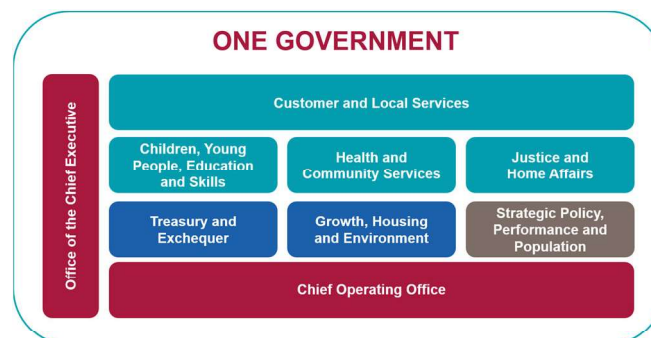 ONE GOVERNMENT
Office of the Chief Executive
Customer and Local Services
Children, Young
People, Education
and Skills
Health and
Community Services
Justice and
Home Affairs
Treasury and
Exchequer
Growth, Housing
and Environment
Strategic Policy,
Performance and
Population
Chief Operating Office